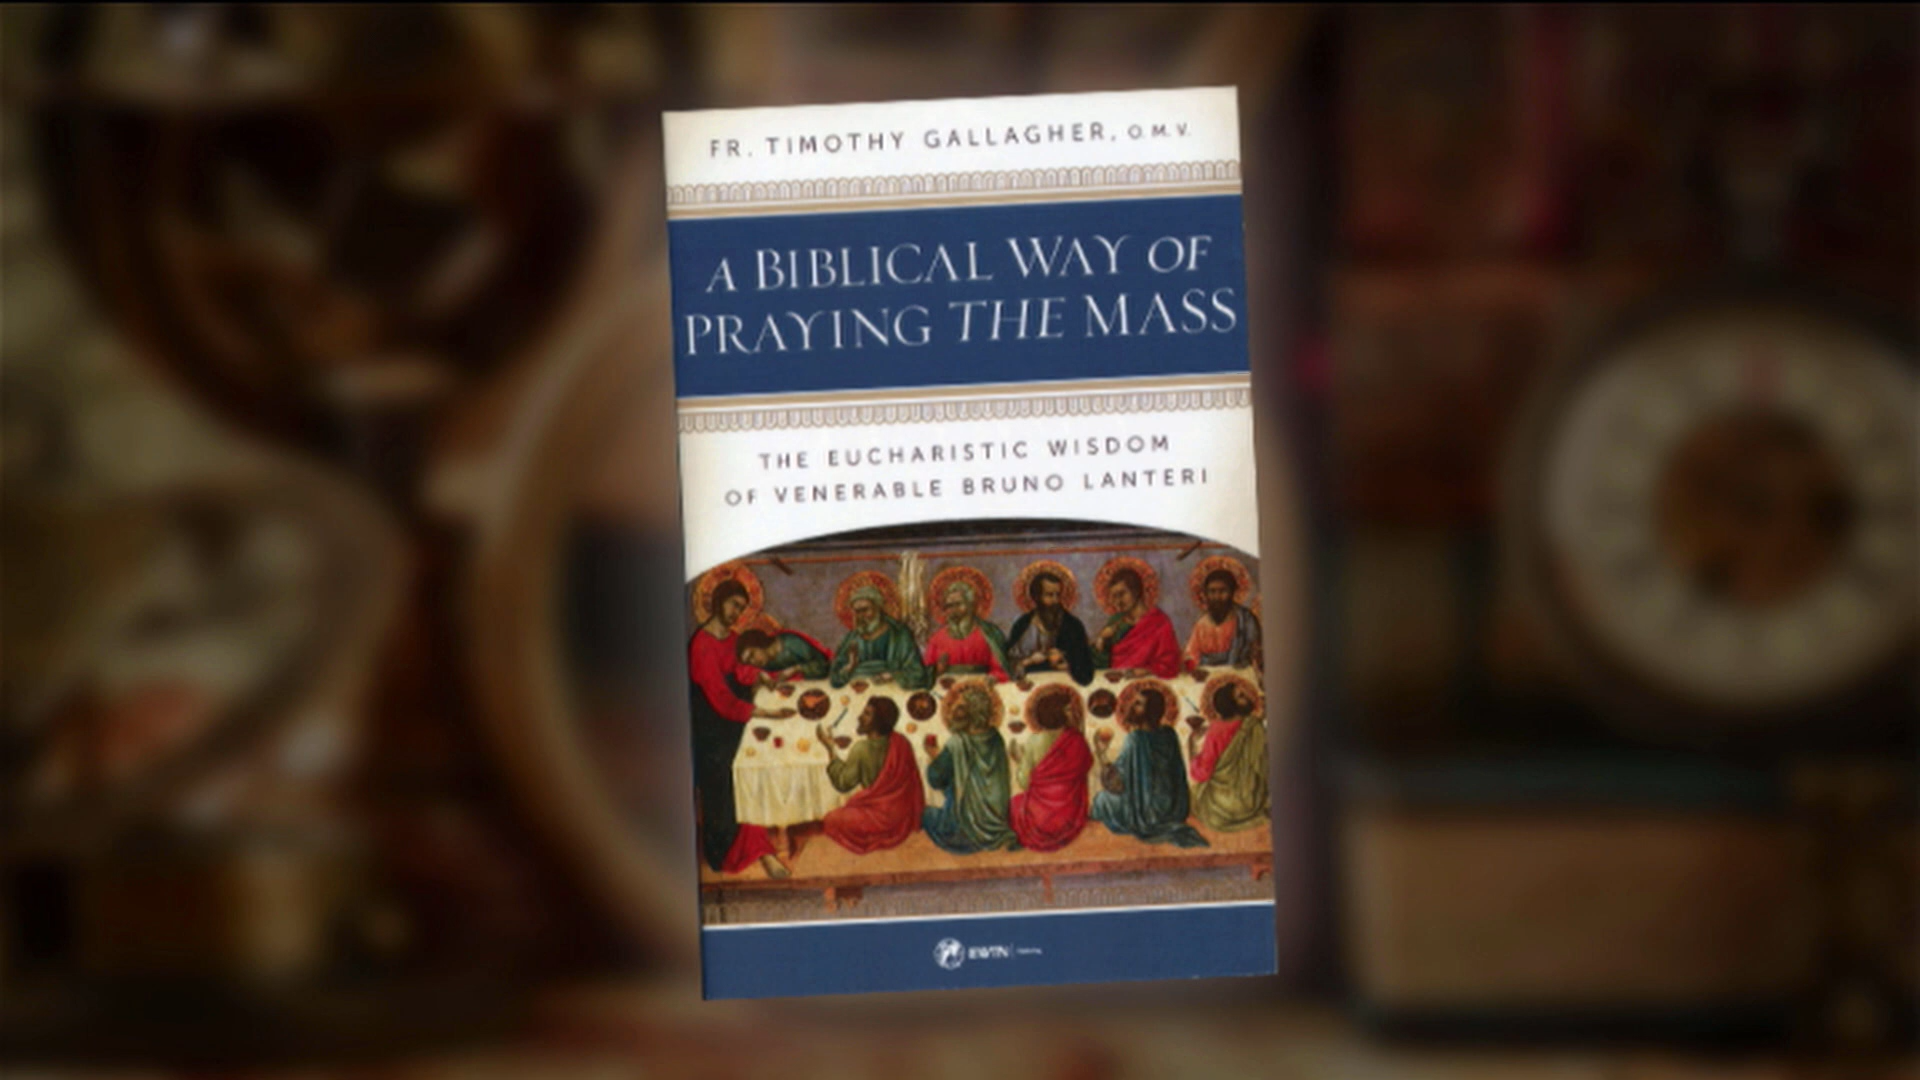 FR. TIMOTHY GALLAGHER, O.M.V.
A BIBLICAL WAY OF
PRAYING THE MASS
THE EUCHARISTIC WISDOM
OF VENERABLE BRUNO LANTERI
EWTN